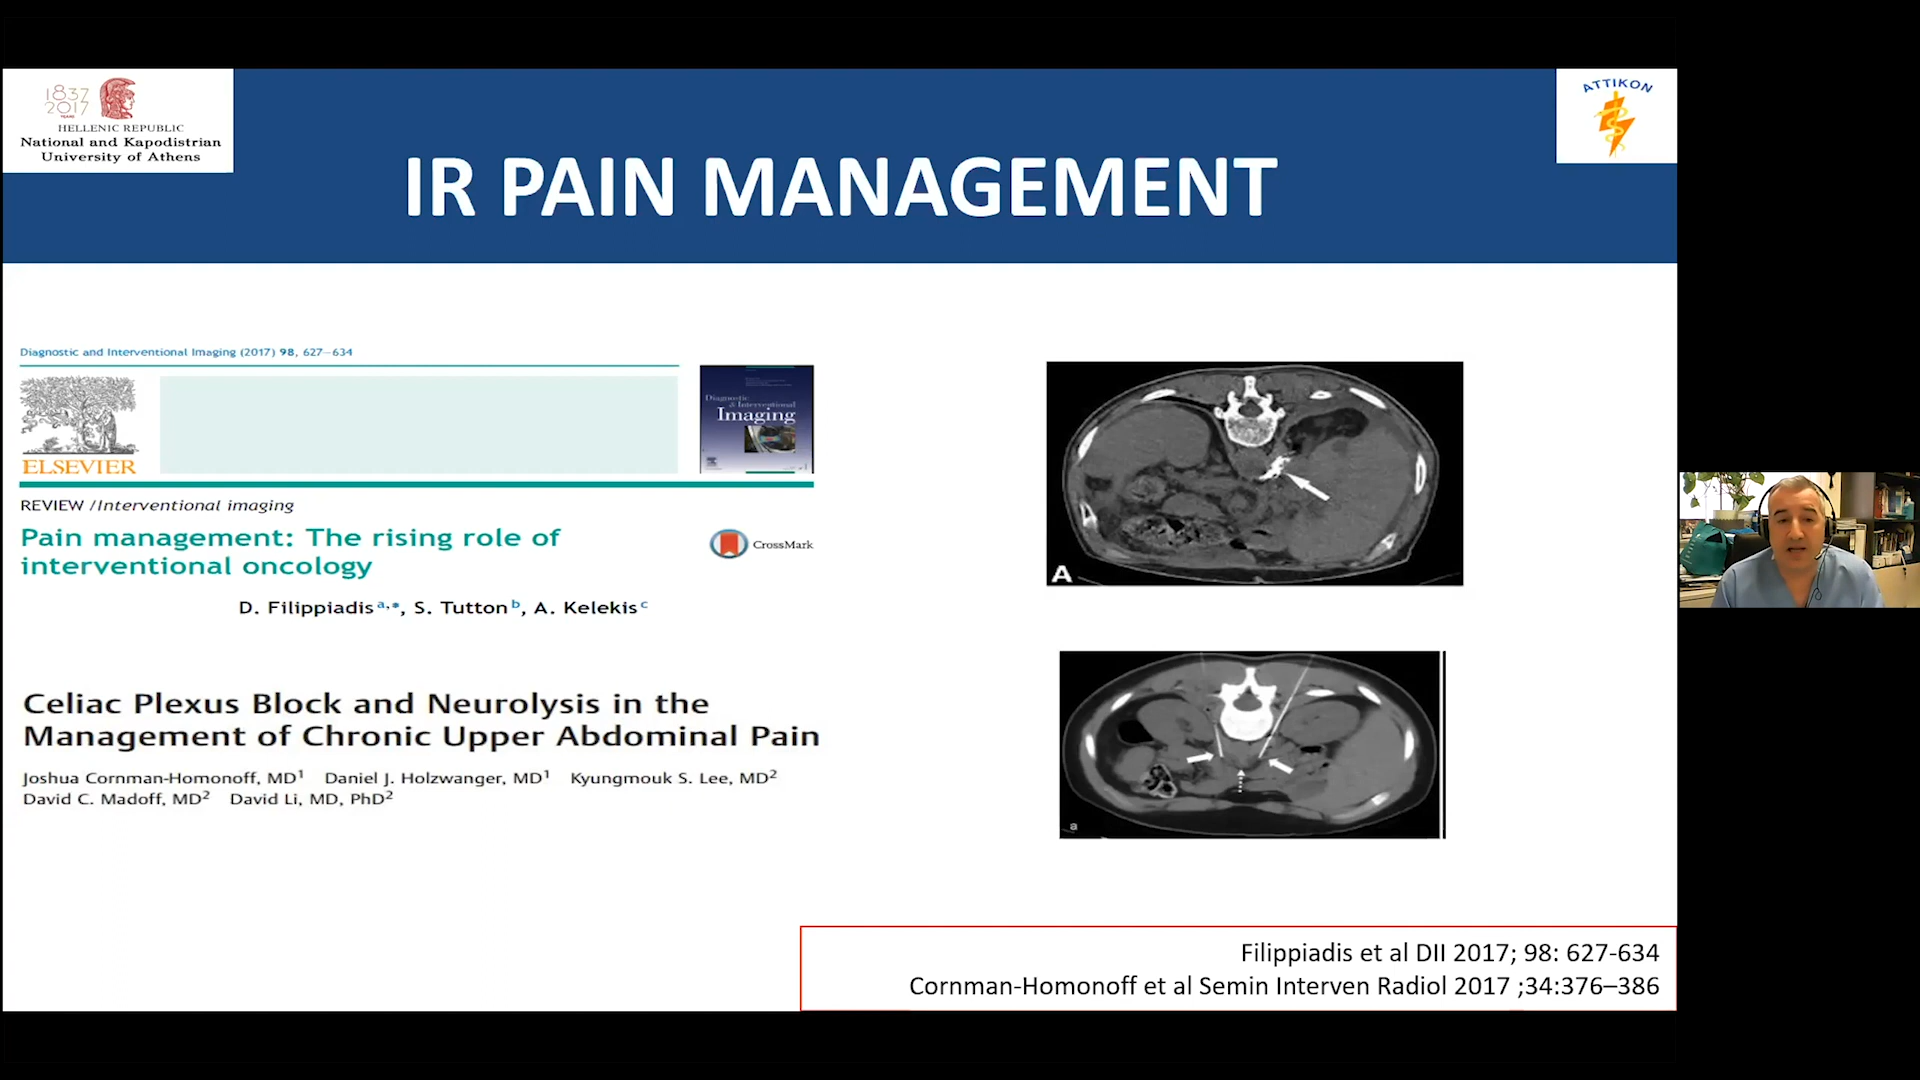 1837
2017
YEARS
HELLENIC REPUBLIC
National and Kapodistrian
University of Athens
ATTIKON
IR PAIN MANAGEMENT
Diagnostic and Interventional Imaging (2017) 98, 627—634
ELSEVIER
Diagnostic
& Interventional
Imaging
REVIEW /Interventional imaging
Pain management: The rising role of
interventional oncology
CrossMark
D. Filippiadis a,*, S. Tutton b, A. Kelekis c
Celiac Plexus Block and Neurolysis in the
Management of Chronic Upper Abdominal Pain
Joshua Cornman-Homonoff, MD1 Daniel J. Holzwanger, MD1 Kyungmouk S. Lee, MD2
David C. Madoff, MD2 David Li, MD, PhD2
A
a
Filippiadis et al DII 2017; 98: 627-634
Cornman-Homonoff et al Semin Interven Radiol 2017 ;34:376–386